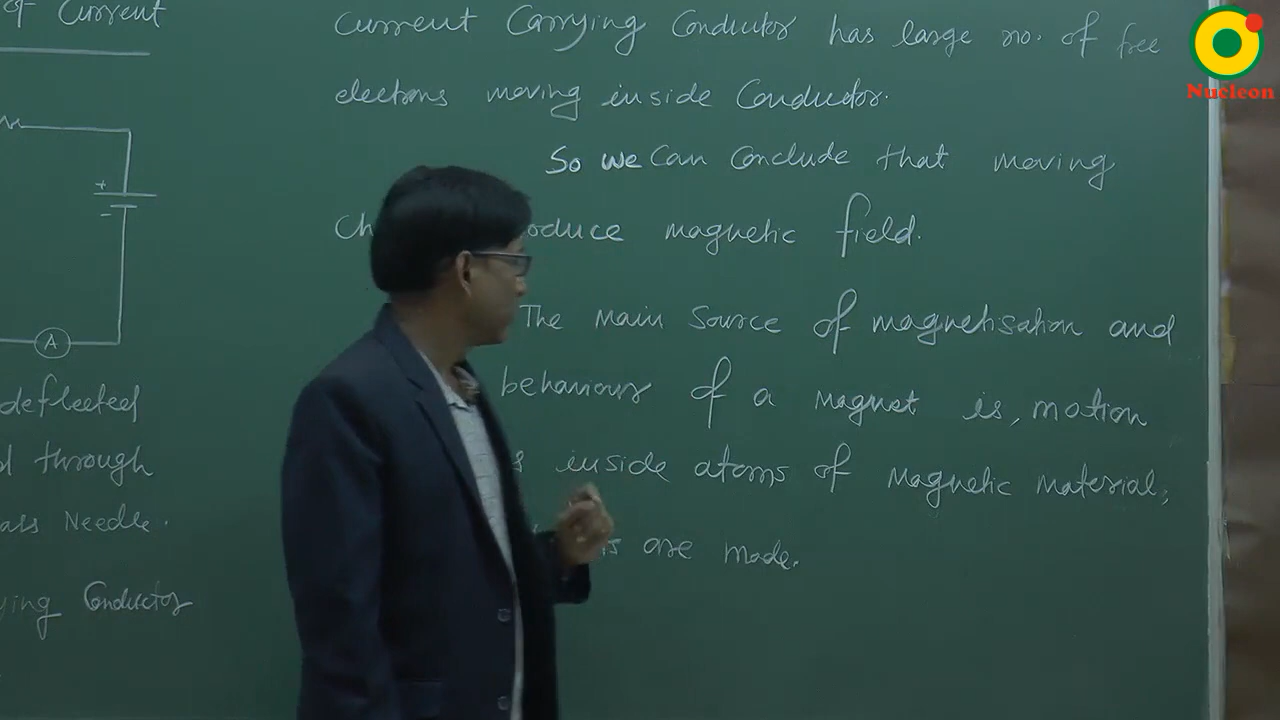 of Current
+
-
A
deflected
through
Needle.
Conductor
Current Carrying Conductor has large no. of free
electrons moving inside Conductor.
So we Can Conclude that moving
Ch oduce magnetic field.
The main Source of magnetisation and
behaviour of a magnet is, motion
s inside atoms of Magnetic Material,
is are made.
Nucleon